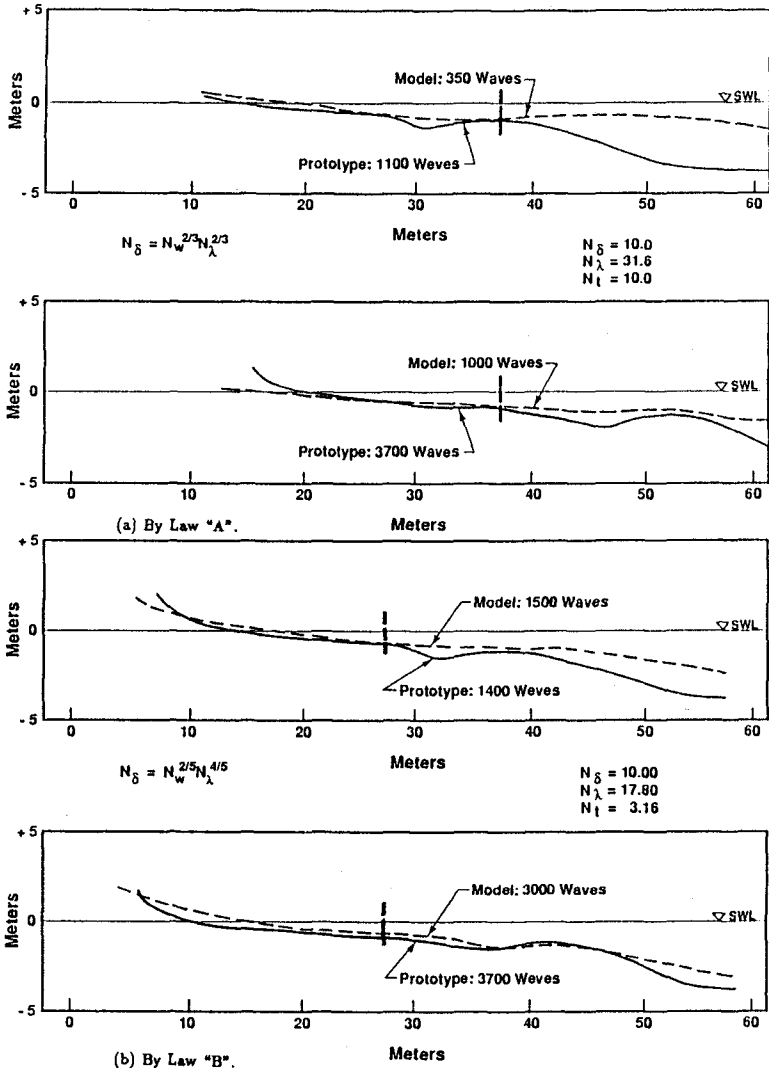 + 5
Meters
0
- 5
Model: 350 Waves
SWL
Prototype: 1100 Weves
0 10 20 30 40 50 60
Meters
N_δ = N_w^2/3 N_λ^2/3
N_δ = 10.0
N_λ = 31.6
N_t = 10.0
+ 5
Meters
0
- 5
Model: 1000 Waves
SWL
Prototype: 3700 Waves
0 10 20 30 40 50 60
(a) By Law "A".
Meters
+ 5
Meters
0
- 5
Model: 1500 Waves
SWL
Prototype: 1400 Weves
0 10 20 30 40 50 60
Meters
N_δ = N_w^2/5 N_λ^4/5
N_δ = 10.00
N_λ = 17.80
N_t = 3.16
+ 5
Meters
0
- 5
Model: 3000 Waves
SWL
Prototype: 3700 Weves
0 10 20 30 40 50 60
(b) By Law "B".
Meters